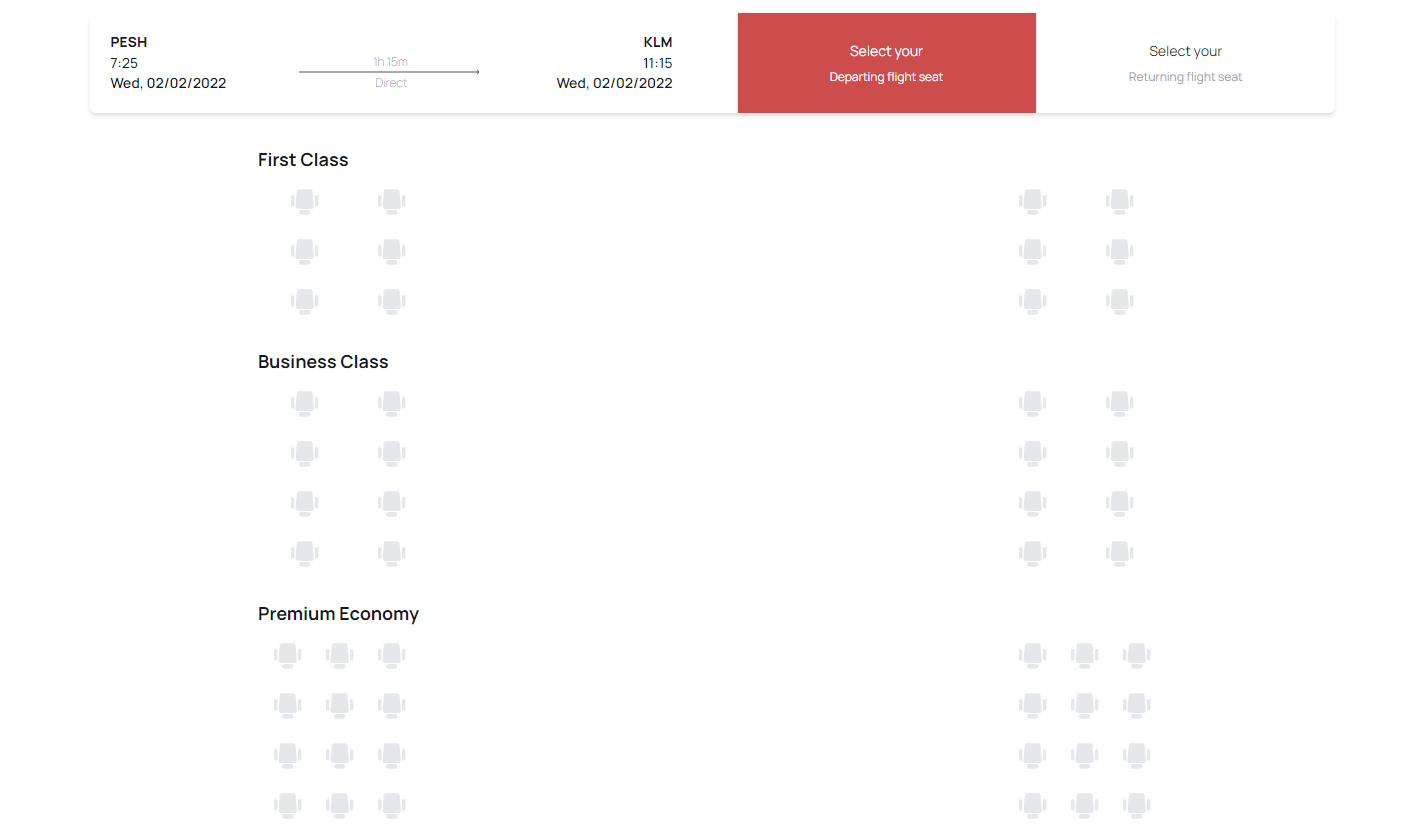 PESH
7:25
Wed, 02/02/2022
1h 15m
Direct
KLM
11:15
Wed, 02/02/2022
Select your
Departing flight seat
Select your
Returning flight seat
First Class
Business Class
Premium Economy